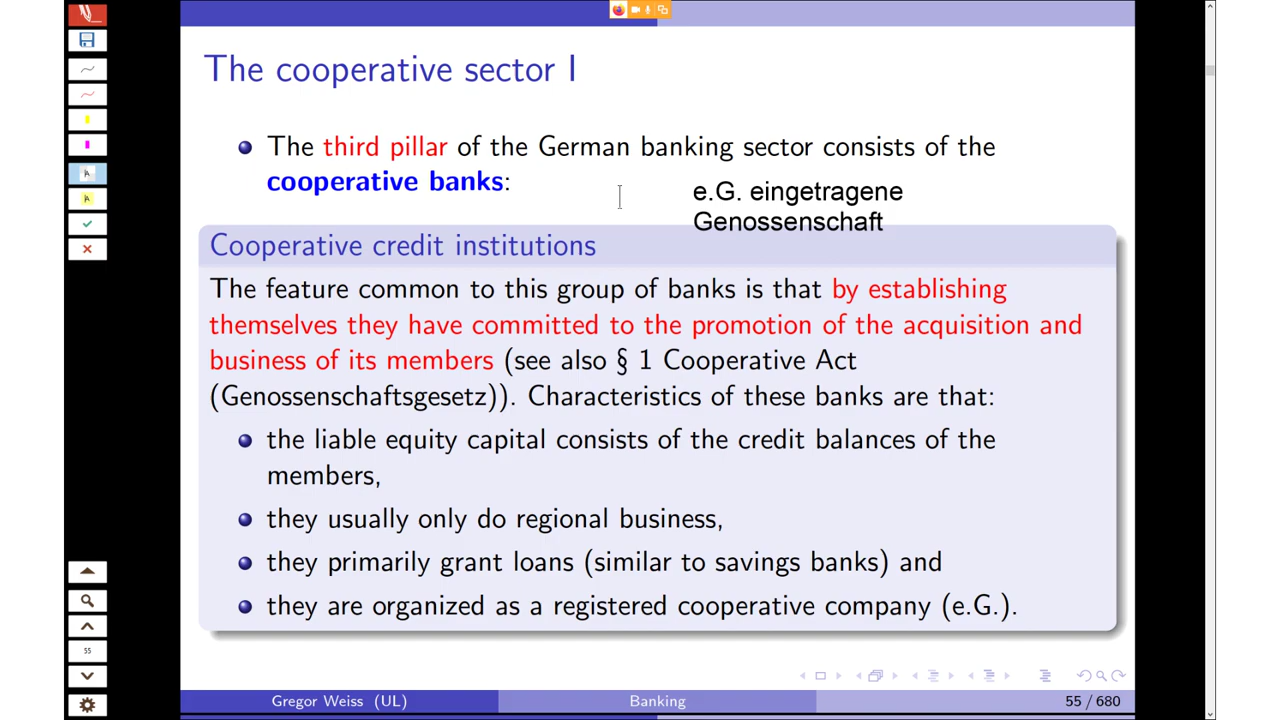 The cooperative sector I
The third pillar of the German banking sector consists of the
cooperative banks:
e.G. eingetragene
Genossenschaft
Cooperative credit institutions
The feature common to this group of banks is that by establishing
themselves they have committed to the promotion of the acquisition and
business of its members (see also § 1 Cooperative Act
(Genossenschaftsgesetz)). Characteristics of these banks are that:
the liable equity capital consists of the credit balances of the
members,
they usually only do regional business,
they primarily grant loans (similar to savings banks) and
they are organized as a registered cooperative company (e.G.).
55
Gregor Weiss (UL) Banking 55 / 680